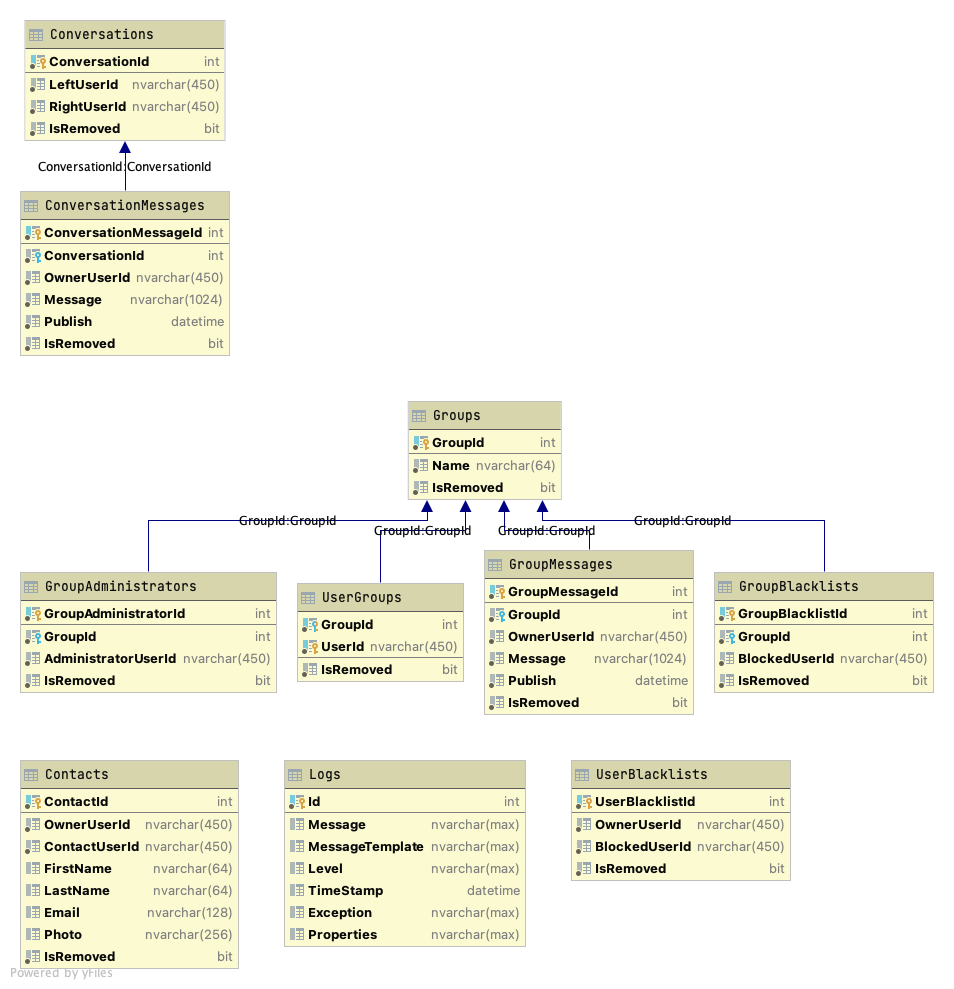 Conversations
ConversationId int
LeftUserId nvarchar(450)
RightUserId nvarchar(450)
IsRemoved bit
ConversationId:ConversationId
ConversationMessages
ConversationMessageId int
ConversationId int
OwnerUserId nvarchar(450)
Message nvarchar(1024)
Publish datetime
IsRemoved bit
Groups
GroupId int
Name nvarchar(64)
IsRemoved bit
GroupId:GroupId
GroupId:GroupId
GroupId:GroupId
GroupId:GroupId
GroupAdministrators
GroupAdministratorId int
GroupId int
AdministratorUserId nvarchar(450)
IsRemoved bit
UserGroups
GroupId int
UserId nvarchar(450)
IsRemoved bit
GroupMessages
GroupMessageId int
GroupId int
OwnerUserId nvarchar(450)
Message nvarchar(1024)
Publish datetime
IsRemoved bit
GroupBlacklists
GroupBlacklistId int
GroupId int
BlockedUserId nvarchar(450)
IsRemoved bit
Contacts
ContactId int
OwnerUserId nvarchar(450)
ContactUserId nvarchar(450)
FirstName nvarchar(64)
LastName nvarchar(64)
Email nvarchar(128)
Photo nvarchar(256)
IsRemoved bit
Logs
Id int
Message nvarchar(max)
MessageTemplate nvarchar(max)
Level nvarchar(max)
TimeStamp datetime
Exception nvarchar(max)
Properties nvarchar(max)
UserBlacklists
UserBlacklistId int
OwnerUserId nvarchar(450)
BlockedUserId nvarchar(450)
IsRemoved bit
Powered by yFiles